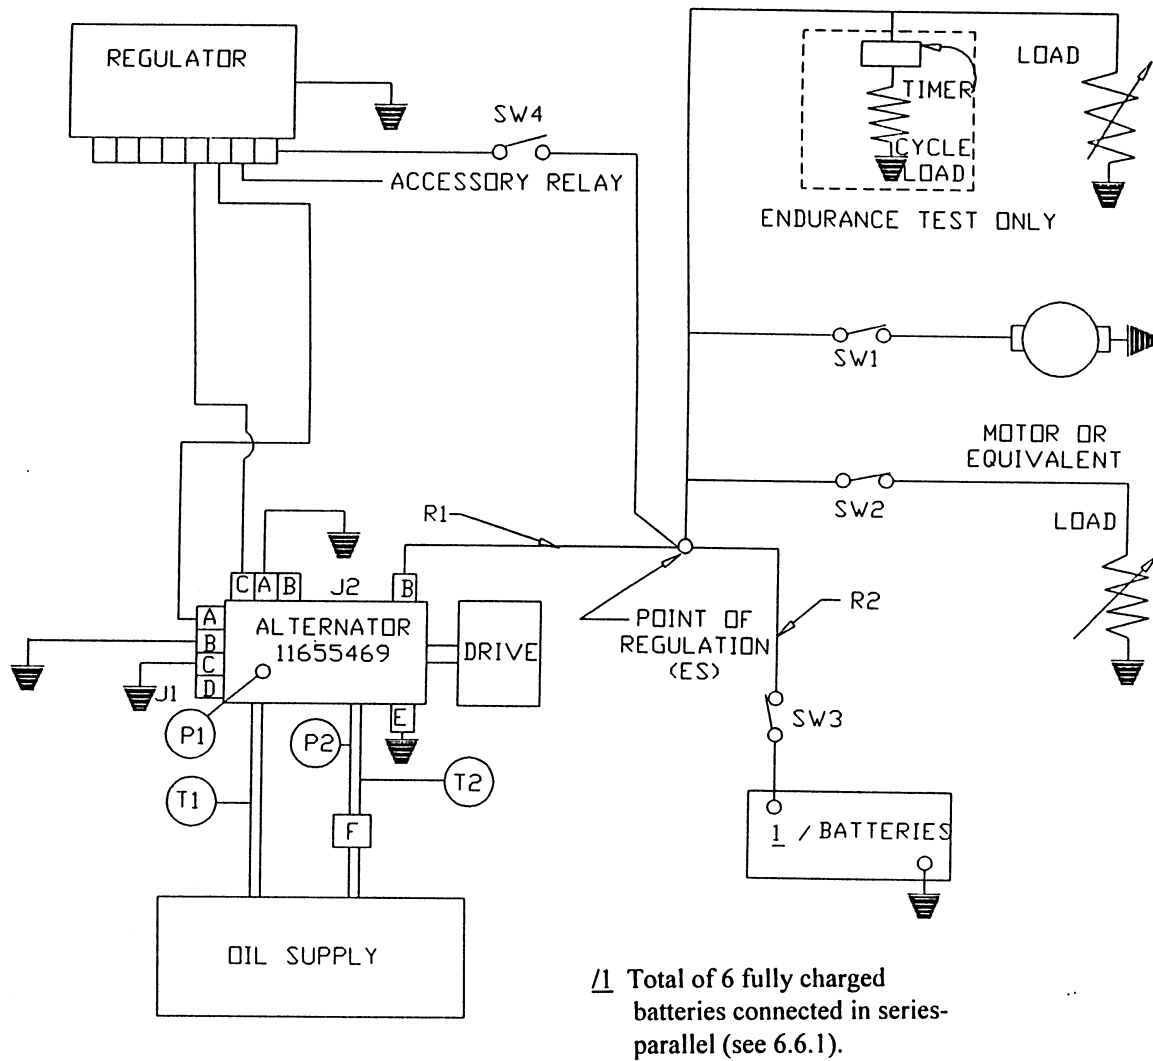 REGULATOR
SW4
ACCESSORY RELAY
LOAD
TIMER
CYCLE
LOAD
ENDURANCE TEST ONLY
SW1
MOTOR OR
EQUIVALENT
SW2
LOAD
R1
R2
POINT OF
REGULATION
(ES)
C A B
J2
B
A
B
C
D
J1
ALTERNATOR
11655469
DRIVE
E
P1
P2
T1
T2
F
SW3
1 / BATTERIES
OIL SUPPLY
/1 Total of 6 fully charged
batteries connected in series-
parallel (see 6.6.1).